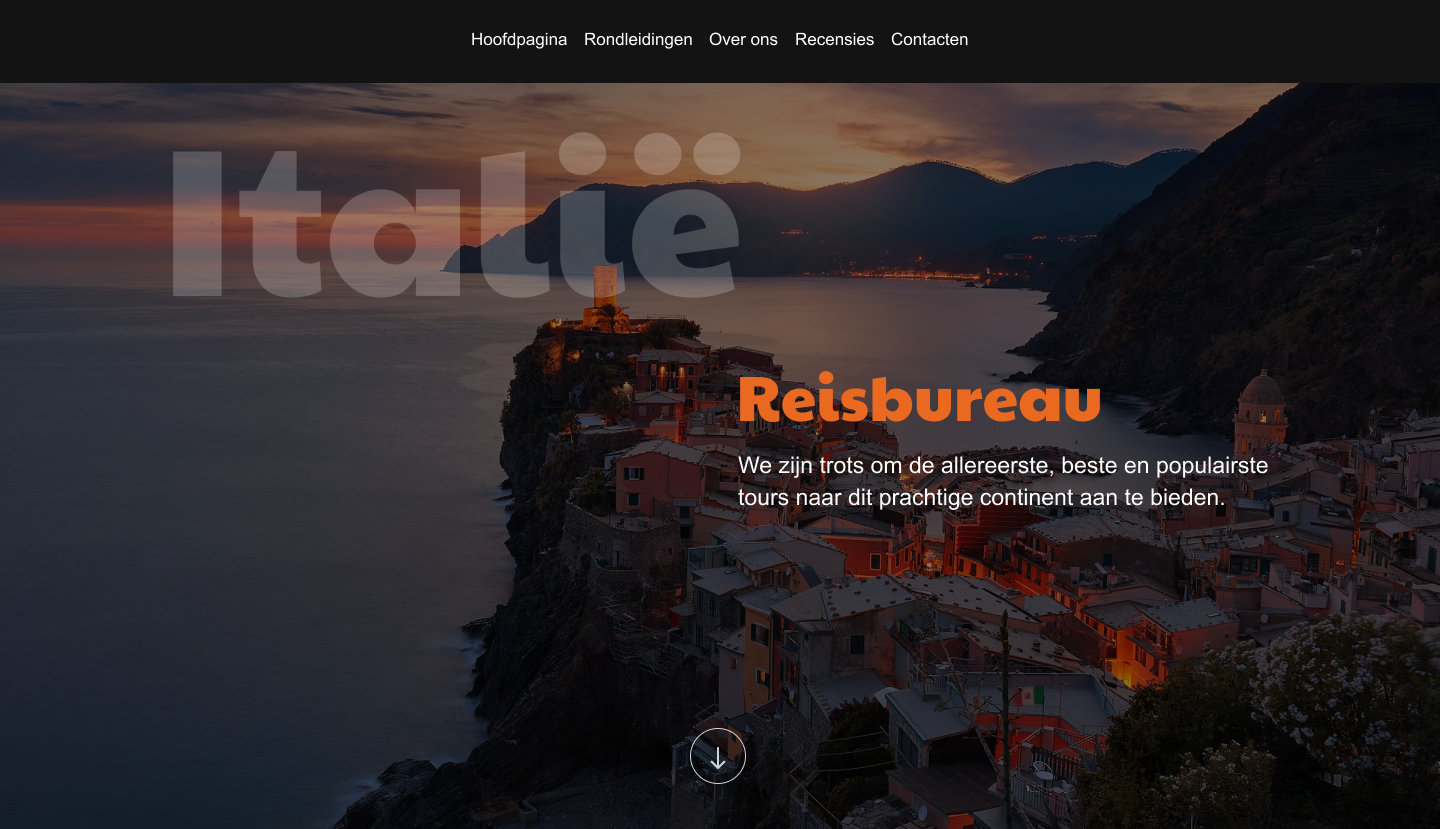 Hoofdpagina Rondleidingen Over ons Recensies Contacten
Italië
Reisbureau
We zijn trots om de allereerste, beste en populairste
tours naar dit prachtige continent aan te bieden.